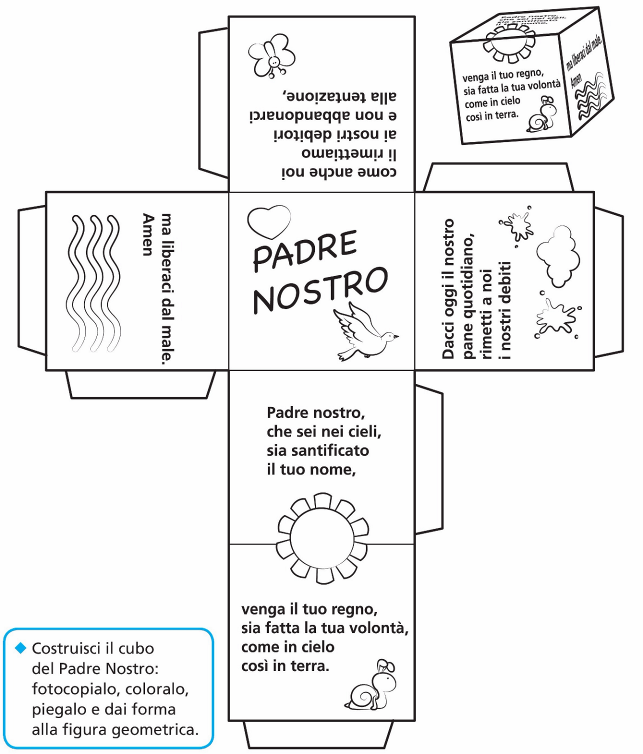 Padre nostro,
venga il tuo regno,
sia fatta la tua volontà
come in cielo
così in terra.
ma liberaci dal male.
Amen
come anche noi
li rimettiamo
ai nostri debitori
e non abbandonarci
alla tentazione,
ma liberaci dal male.
Amen
PADRE
NOSTRO
Dacci oggi il nostro
pane quotidiano,
rimetti a noi
i nostri debiti
Padre nostro,
che sei nei cieli,
sia santificato
il tuo nome,
venga il tuo regno,
sia fatta la tua volontà,
come in cielo
così in terra.
Costruisci il cubo
del Padre Nostro:
fotocopialo, coloralo,
piegalo e dai forma
alla figura geometrica.